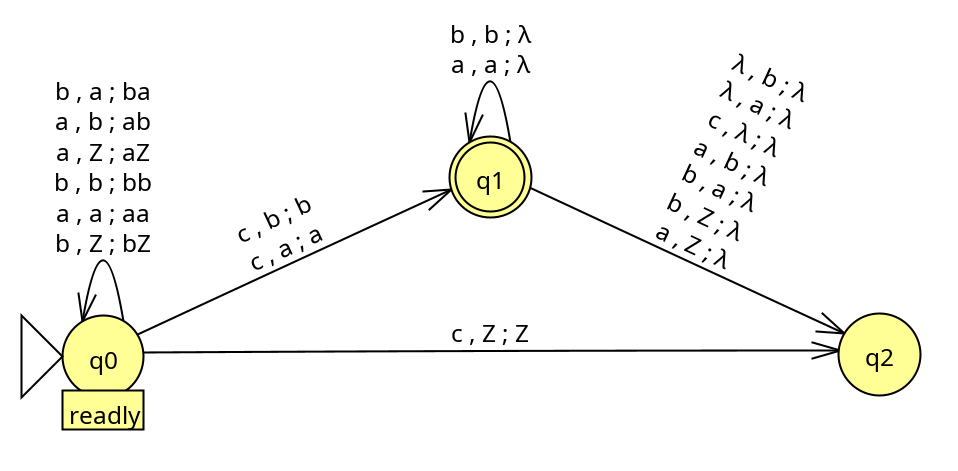 b , b ; λ
a , a ; λ
b , a ; ba
a , b ; ab
a , Z ; aZ
b , b ; bb
a , a ; aa
b , Z ; bZ
λ , b ; λ
λ , a ; λ
c , λ ; λ
a , b ; λ
b , a ; λ
b , Z ; λ
a , Z ; λ
q1
c , b ; b
c , a ; a
c , Z ; Z
q0
q2
readly